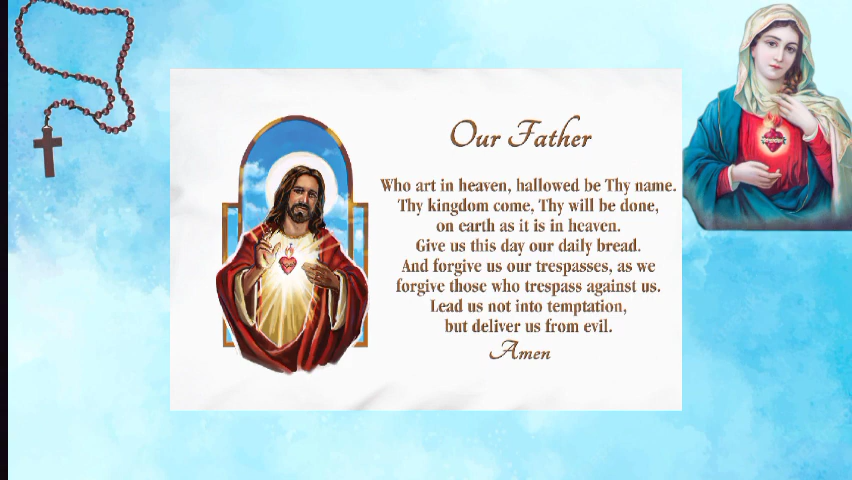 Our Father
Who art in heaven, hallowed be Thy name.
Thy kingdom come, Thy will be done,
on earth as it is in heaven.
Give us this day our daily bread.
And forgive us our trespasses, as we
forgive those who trespass against us.
Lead us not into temptation,
but deliver us from evil.
Amen